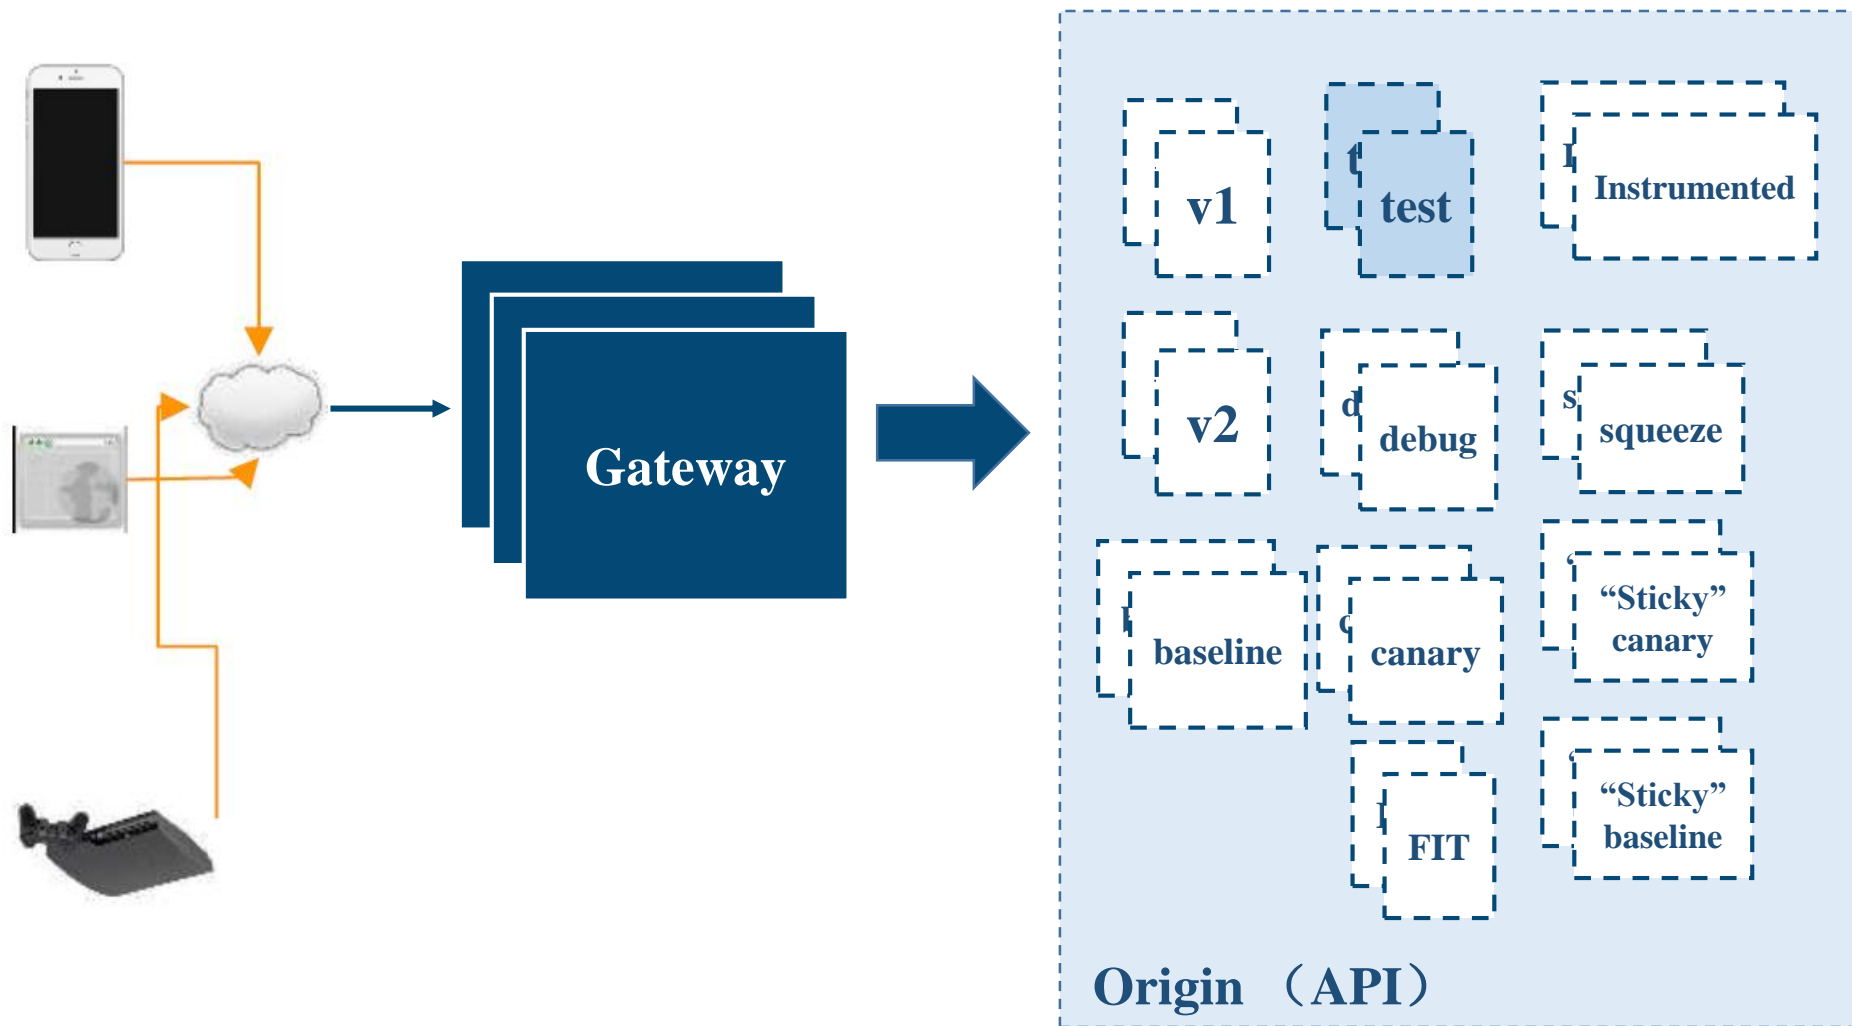 v1
test
Instrumented
v2
debug
squeeze
Gateway
baseline
canary
“Sticky”
canary
FIT
“Sticky”
baseline
Origin （API）